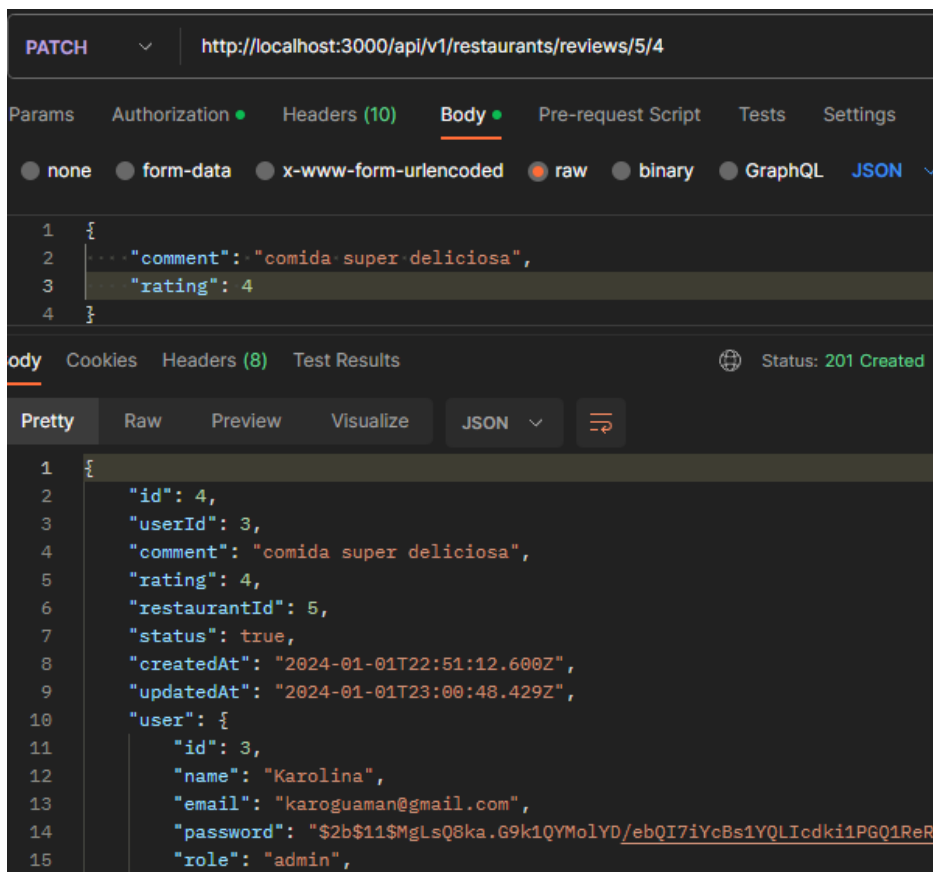 PATCH http://localhost:3000/api/v1/restaurants/reviews/5/4
Params Authorization Headers (10) Body Pre-request Script Tests Settings
none form-data x-www-form-urlencoded raw binary GraphQL JSON
1 {
2 "comment": "comida super deliciosa",
3 "rating": 4
4 }
ody Cookies Headers (8) Test Results Status: 201 Created
Pretty Raw Preview Visualize JSON
1 {
2 "id": 4,
3 "userId": 3,
4 "comment": "comida super deliciosa",
5 "rating": 4,
6 "restaurantId": 5,
7 "status": true,
8 "createdAt": "2024-01-01T22:51:12.600Z",
9 "updatedAt": "2024-01-01T23:00:48.429Z",
10 "user": {
11 "id": 3,
12 "name": "Karolina",
13 "email": "karoguaman@gmail.com",
14 "password": "$2b$11$MgLsQ8ka.G9k1QYMolYD/ebQI7iYcBs1YQLIcdki1PGQ1ReR
15 "role": "admin",